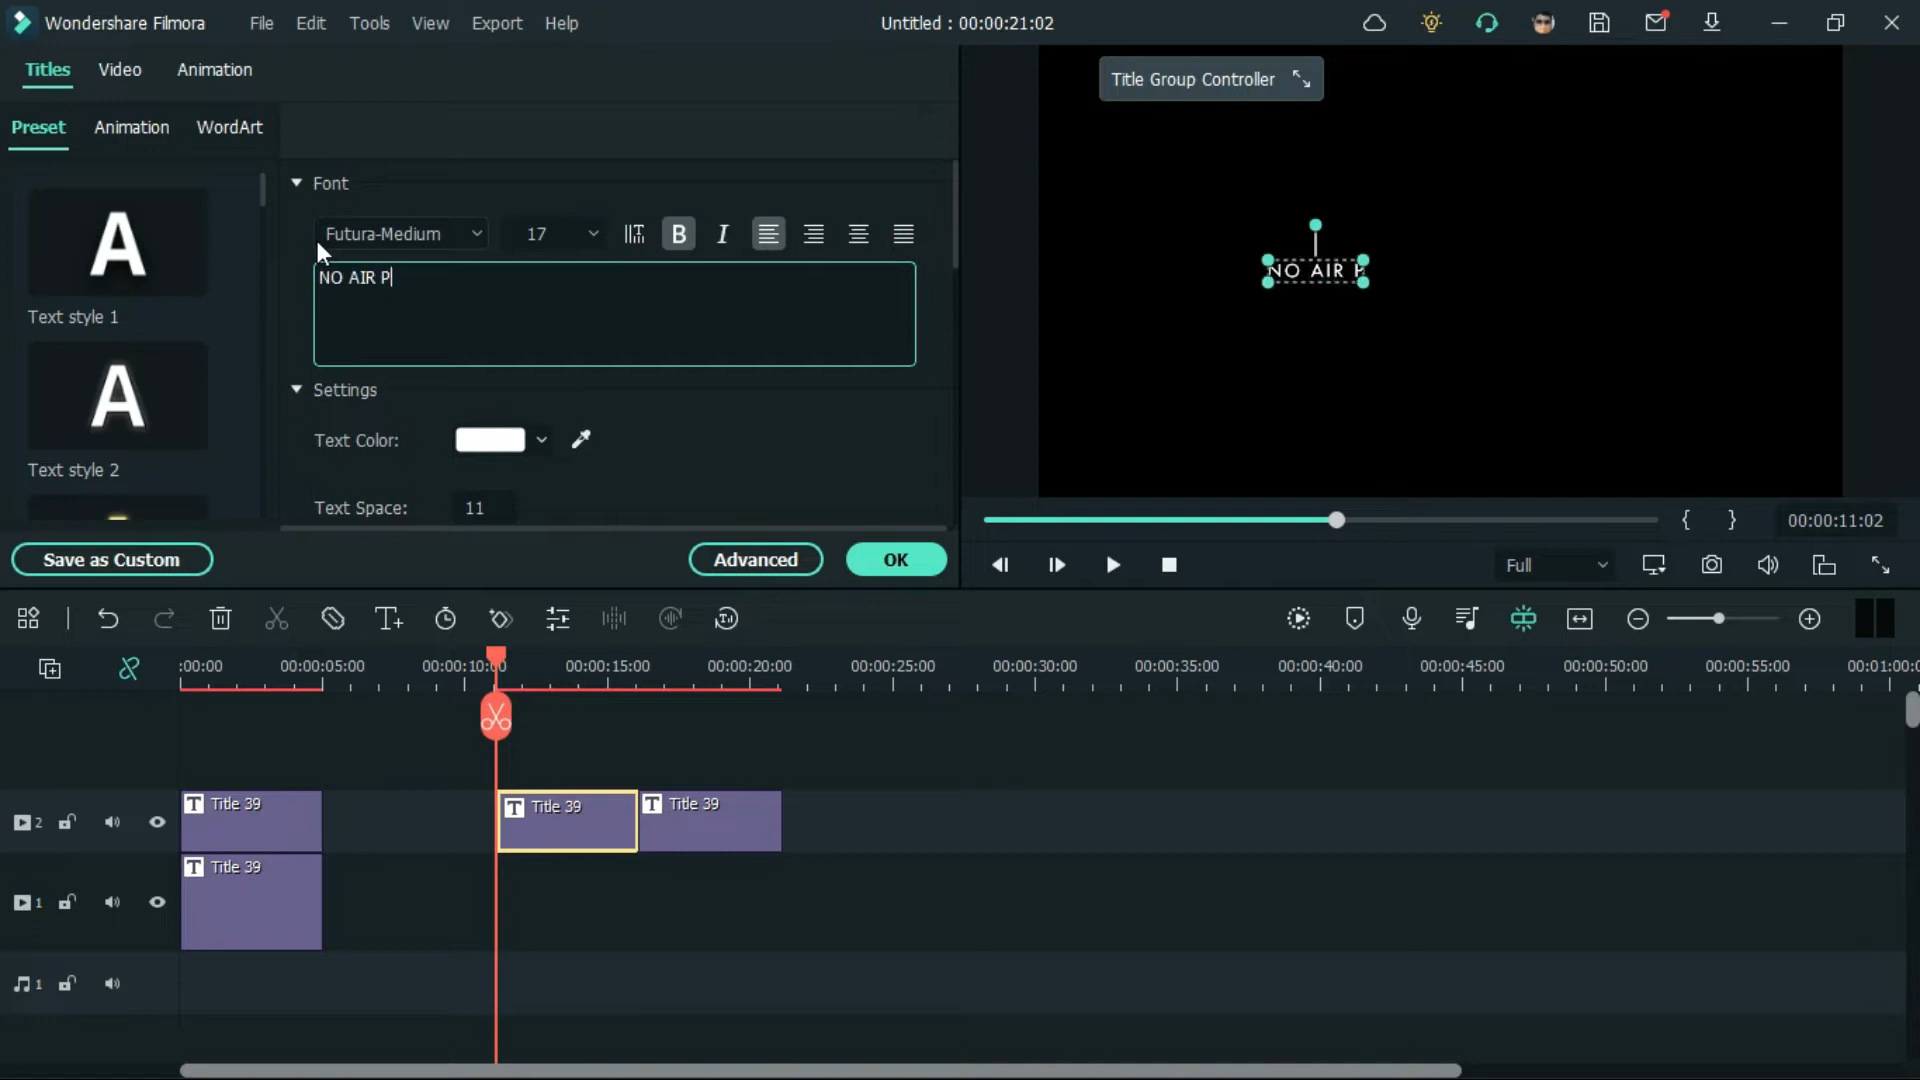 Wondershare Filmora File Edit Tools View Export Help Untitled : 00:00:21:02
Titles Video Animation
Title Group Controller
Preset Animation WordArt
Font
Futura-Medium 17 B I
NO AIR P
NO AIR P
A
Text style 1
A
Text style 2
Settings
Text Color:
Text Space: 11
00:00:11:02
Save as Custom Advanced OK
Full
:00:00 00:00:05:00 00:00:10:00 00:00:15:00 00:00:20:00 00:00:25:00 00:00:30:00 00:00:35:00 00:00:40:00 00:00:45:00 00:00:50:00 00:00:55:00 00:01:00:0
2 T Title 39 T Title 39 T Title 39
1 T Title 39
1